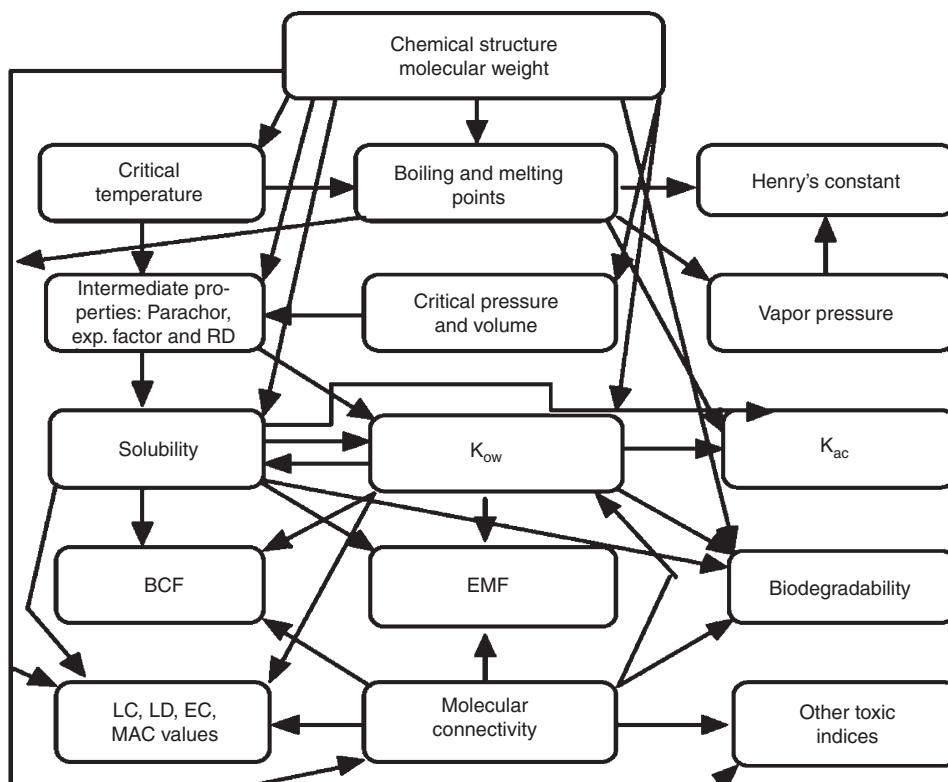 Chemical structure
molecular weight
Critical
temperature
Boiling and melting
points
Henry's constant
Intermediate pro-
perties: Parachor,
exp. factor and RD
Critical pressure
and volume
Vapor pressure
Solubility
Kow
Kac
BCF
EMF
Biodegradability
LC, LD, EC,
MAC values
Molecular
connectivity
Other toxic
indices